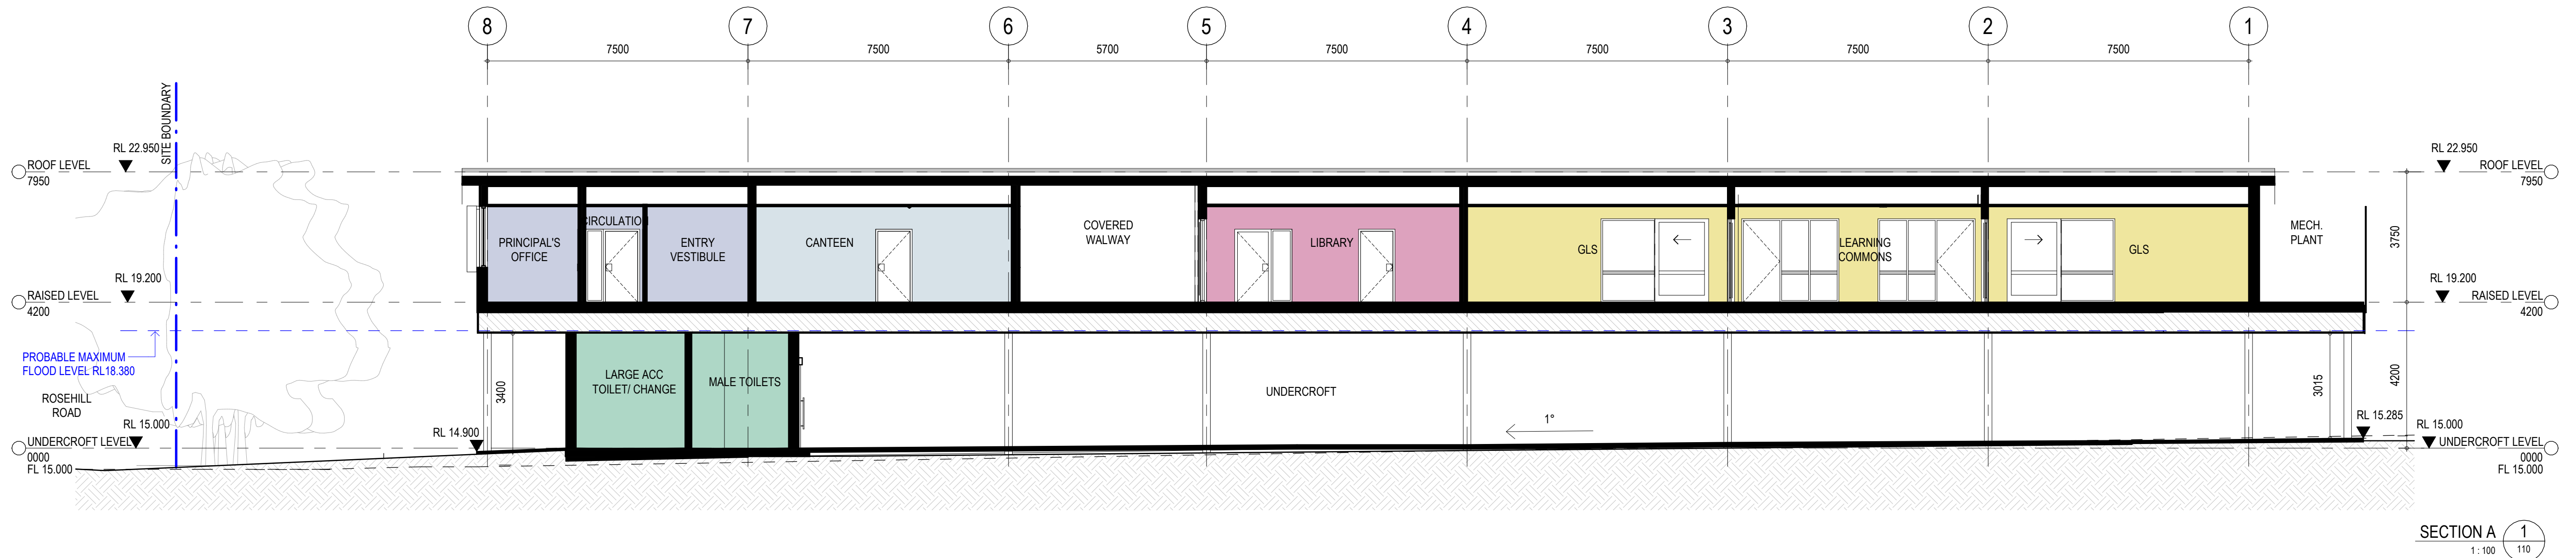 8
7
6
5
4
3
2
1
7500
7500
5700
7500
7500
7500
7500
SITE BOUNDARY
RL 22.950
ROOF LEVEL
7950
RL 22.950
ROOF LEVEL
7950
PRINCIPAL'S
OFFICE
CIRCULATION
ENTRY
VESTIBULE
CANTEEN
COVERED
WALWAY
LIBRARY
GLS
LEARNING
COMMONS
GLS
MECH.
PLANT
3750
RL 19.200
RAISED LEVEL
4200
RL 19.200
RAISED LEVEL
4200
PROBABLE MAXIMUM
FLOOD LEVEL RL18.380
ROSEHILL
ROAD
3400
LARGE ACC
TOILET/ CHANGE
MALE TOILETS
UNDERCROFT
1°
3015
4200
RL 15.000
UNDERCROFT LEVEL
0000
FL 15.000
RL 14.900
RL 15.285
RL 15.000
UNDERCROFT LEVEL
0000
FL 15.000
SECTION A
1 : 100
1
110